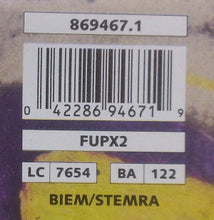 869467.1
0 42286 94671 9
FUPX2
LC 7654 BA 122
BIEM/STEMRA